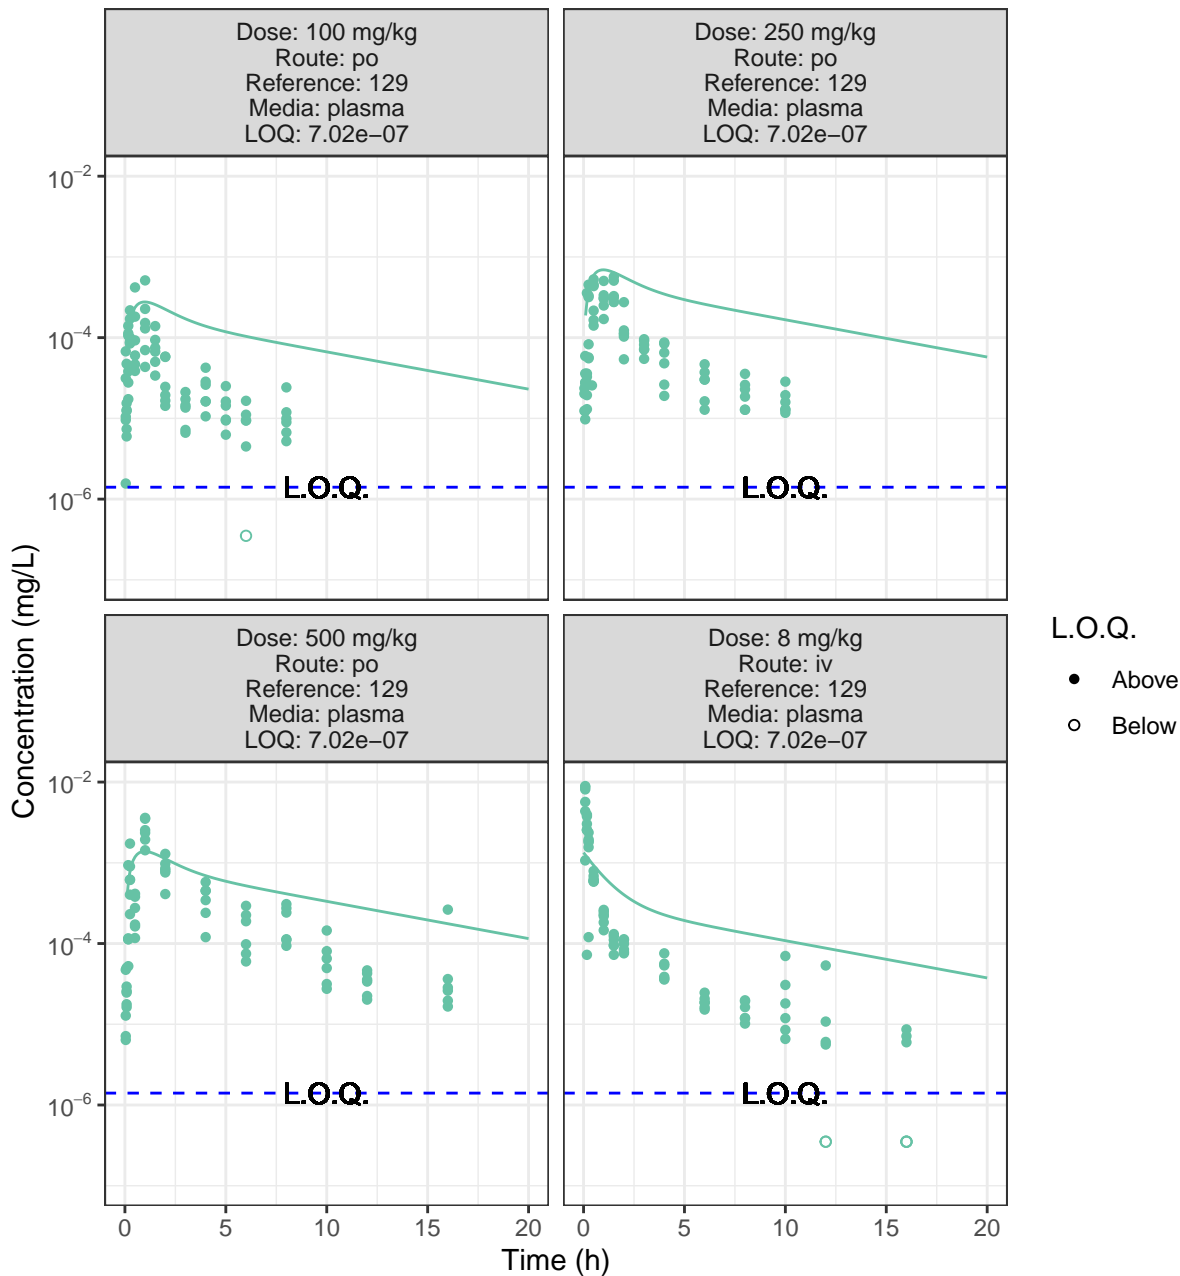 Dose: 100 mg/kg
Route: po
Reference: 129
Media: plasma
LOQ: 7.02e−07
Dose: 250 mg/kg
Route: po
Reference: 129
Media: plasma
LOQ: 7.02e−07
10⁻²
10⁻⁴
10⁻⁶
L.O.Q.
L.O.Q.
Dose: 500 mg/kg
Route: po
Reference: 129
Media: plasma
LOQ: 7.02e−07
Dose: 8 mg/kg
Route: iv
Reference: 129
Media: plasma
LOQ: 7.02e−07
10⁻²
10⁻⁴
10⁻⁶
L.O.Q.
L.O.Q.
0 5 10 15 20
0 5 10 15 20
Time (h)
Concentration (mg/L)
L.O.Q.
Above
Below